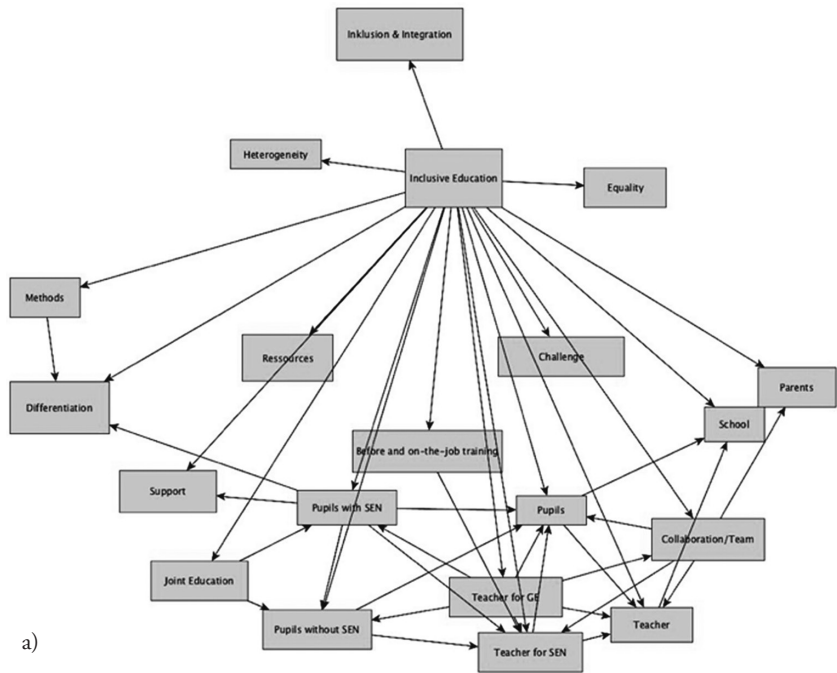 Inklusion & Integration
Heterogeneity
Inclusive Education
Equality
Methods
Ressources
Challenge
Parents
Differentiation
School
Before and on-the-job training
Support
Pupils with SEN
Pupils
Collaboration/Team
Joint Education
Teacher for GE
Pupils without SEN
Teacher
Teacher for SEN
a)